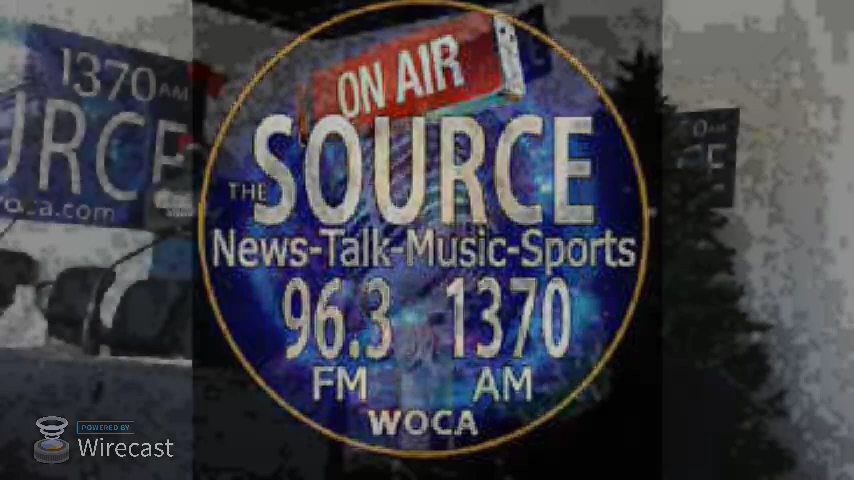 1370 AM
URCE
oca.com
ON AIR
THE SOURCE
News-Talk-Music-Sports
96.3 1370
FM AM
WOCA
POWERED BY
Wirecast